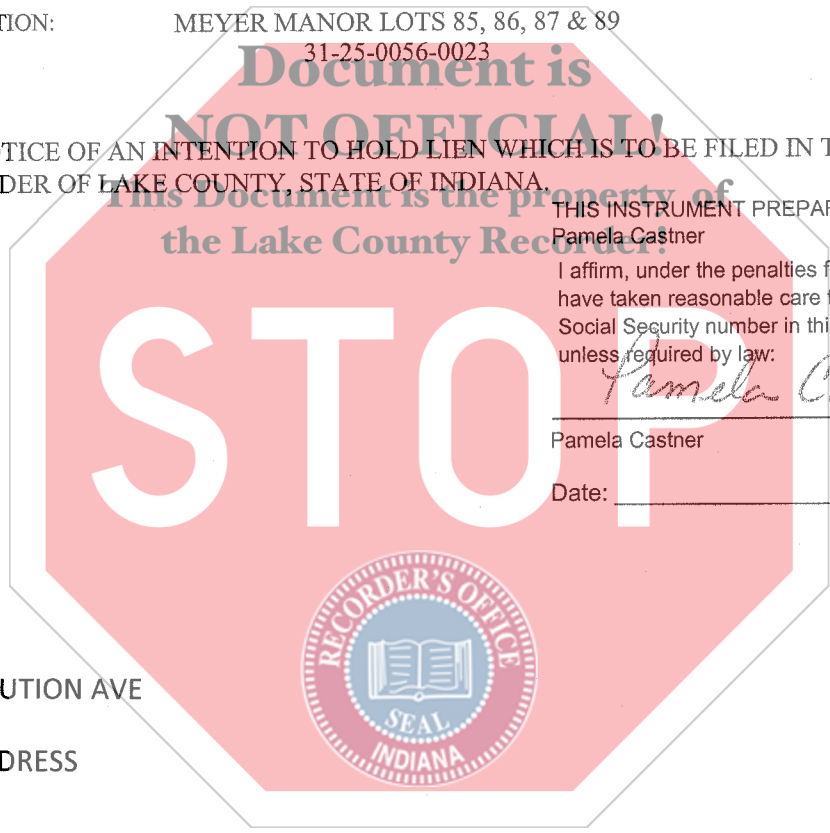 TION: MEYER MANOR LOTS 85, 86, 87 & 89
31-25-0056-0023
Document is
NOT OFFICIAL!
TICE OF AN INTENTION TO HOLD LIEN WHICH IS TO BE FILED IN T
DER OF LAKE COUNTY, STATE OF INDIANA.
This Document is the property of
the Lake County Recorder!
THIS INSTRUMENT PREPAR
Pamela Castner
I affirm, under the penalties f
have taken reasonable care t
Social Security number in thi
unless required by law:
Pamela C
Pamela Castner
Date:
STOP
RECORDER'S OFFICE
SEAL
INDIANA
UTION AVE
DRESS